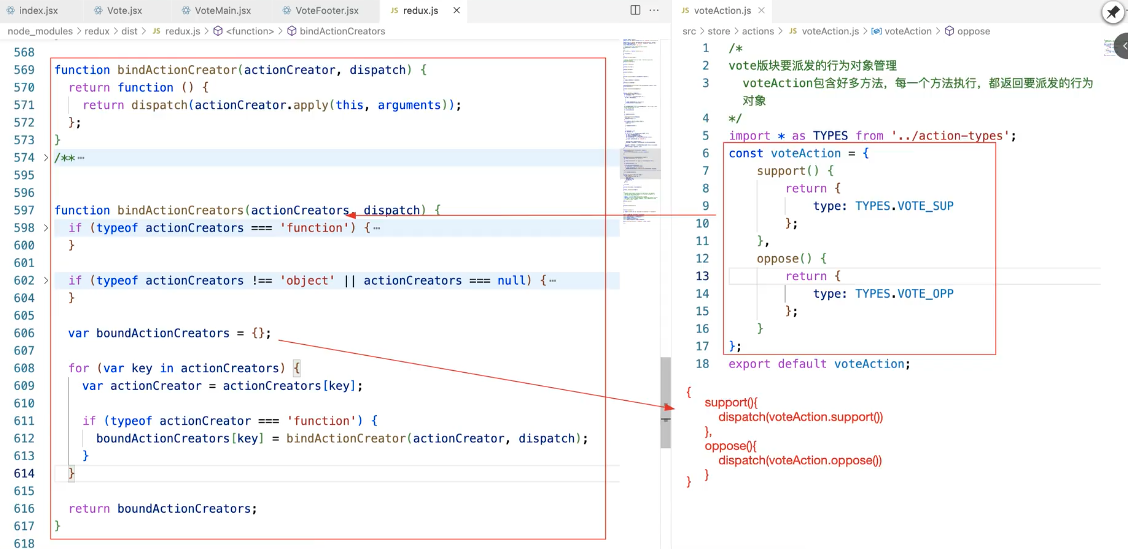 index.jsx
Vote.jsx
VoteMain.jsx
VoteFooter.jsx
JS redux.js
node_modules > redux > dist > JS redux.js > <function> > bindActionCreators
568
569 function bindActionCreator(actionCreator, dispatch) {
570 return function () {
571 return dispatch(actionCreator.apply(this, arguments));
572 };
573 }
574 /**⋯
595
596
597 function bindActionCreators(actionCreators, dispatch) {
598 if (typeof actionCreators === 'function') {⋯
600 }
601
602 if (typeof actionCreators !== 'object' || actionCreators === null) {⋯
604 }
605
606 var boundActionCreators = {};
607
608 for (var key in actionCreators) {
609 var actionCreator = actionCreators[key];
610
611 if (typeof actionCreator === 'function') {
612 boundActionCreators[key] = bindActionCreator(actionCreator, dispatch);
613 }
614 }
615
616 return boundActionCreators;
617 }
618
JS voteAction.js
src > store > actions > JS voteAction.js > voteAction > oppose
1 /*
2 vote版块要派发的行为对象管理
3 voteAction包含好多方法，每一个方法执行，都返回要派发的行为
对象
4 */
5 import * as TYPES from '../action-types';
6 const voteAction = {
7 support() {
8 return {
9 type: TYPES.VOTE_SUP
10 };
11 },
12 oppose() {
13 return {
14 type: TYPES.VOTE_OPP
15 };
16 }
17 };
18 export default voteAction;
{
support(){
dispatch(voteAction.support())
},
oppose(){
dispatch(voteAction.oppose())
}
}